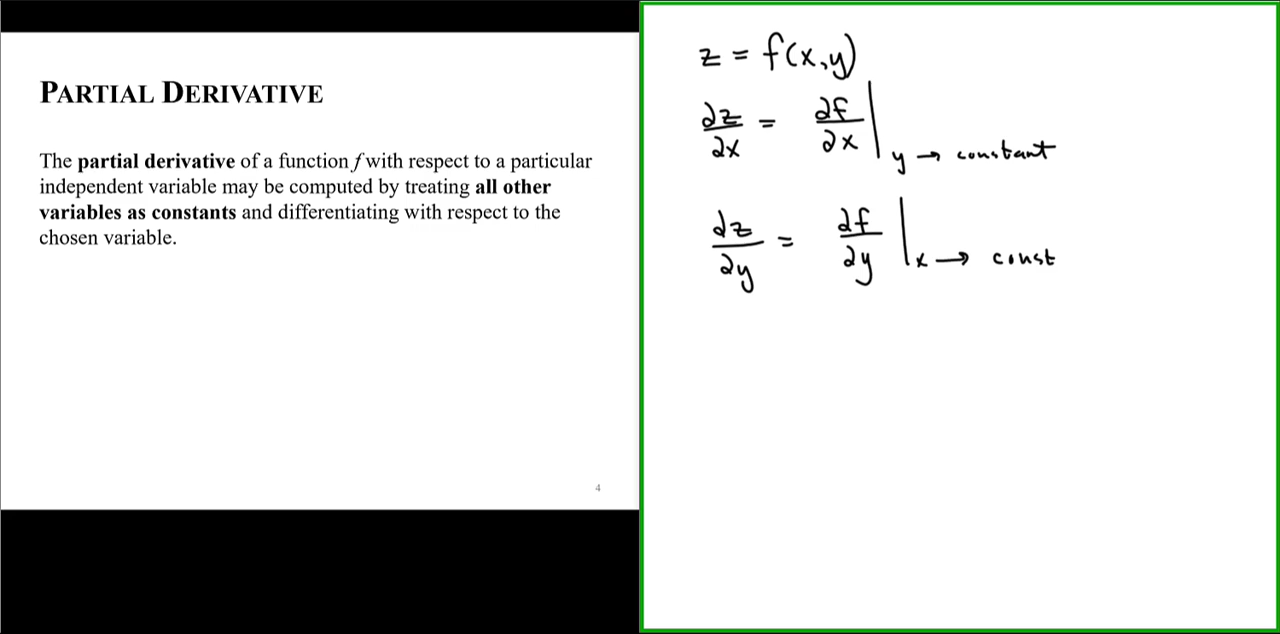 PARTIAL DERIVATIVE
The partial derivative of a function f with respect to a particular
independent variable may be computed by treating all other
variables as constants and differentiating with respect to the
chosen variable.
4
z = f(x,y)
∂z/∂x = ∂f/∂x | y → constant
∂z/∂y = ∂f/∂y | x → const